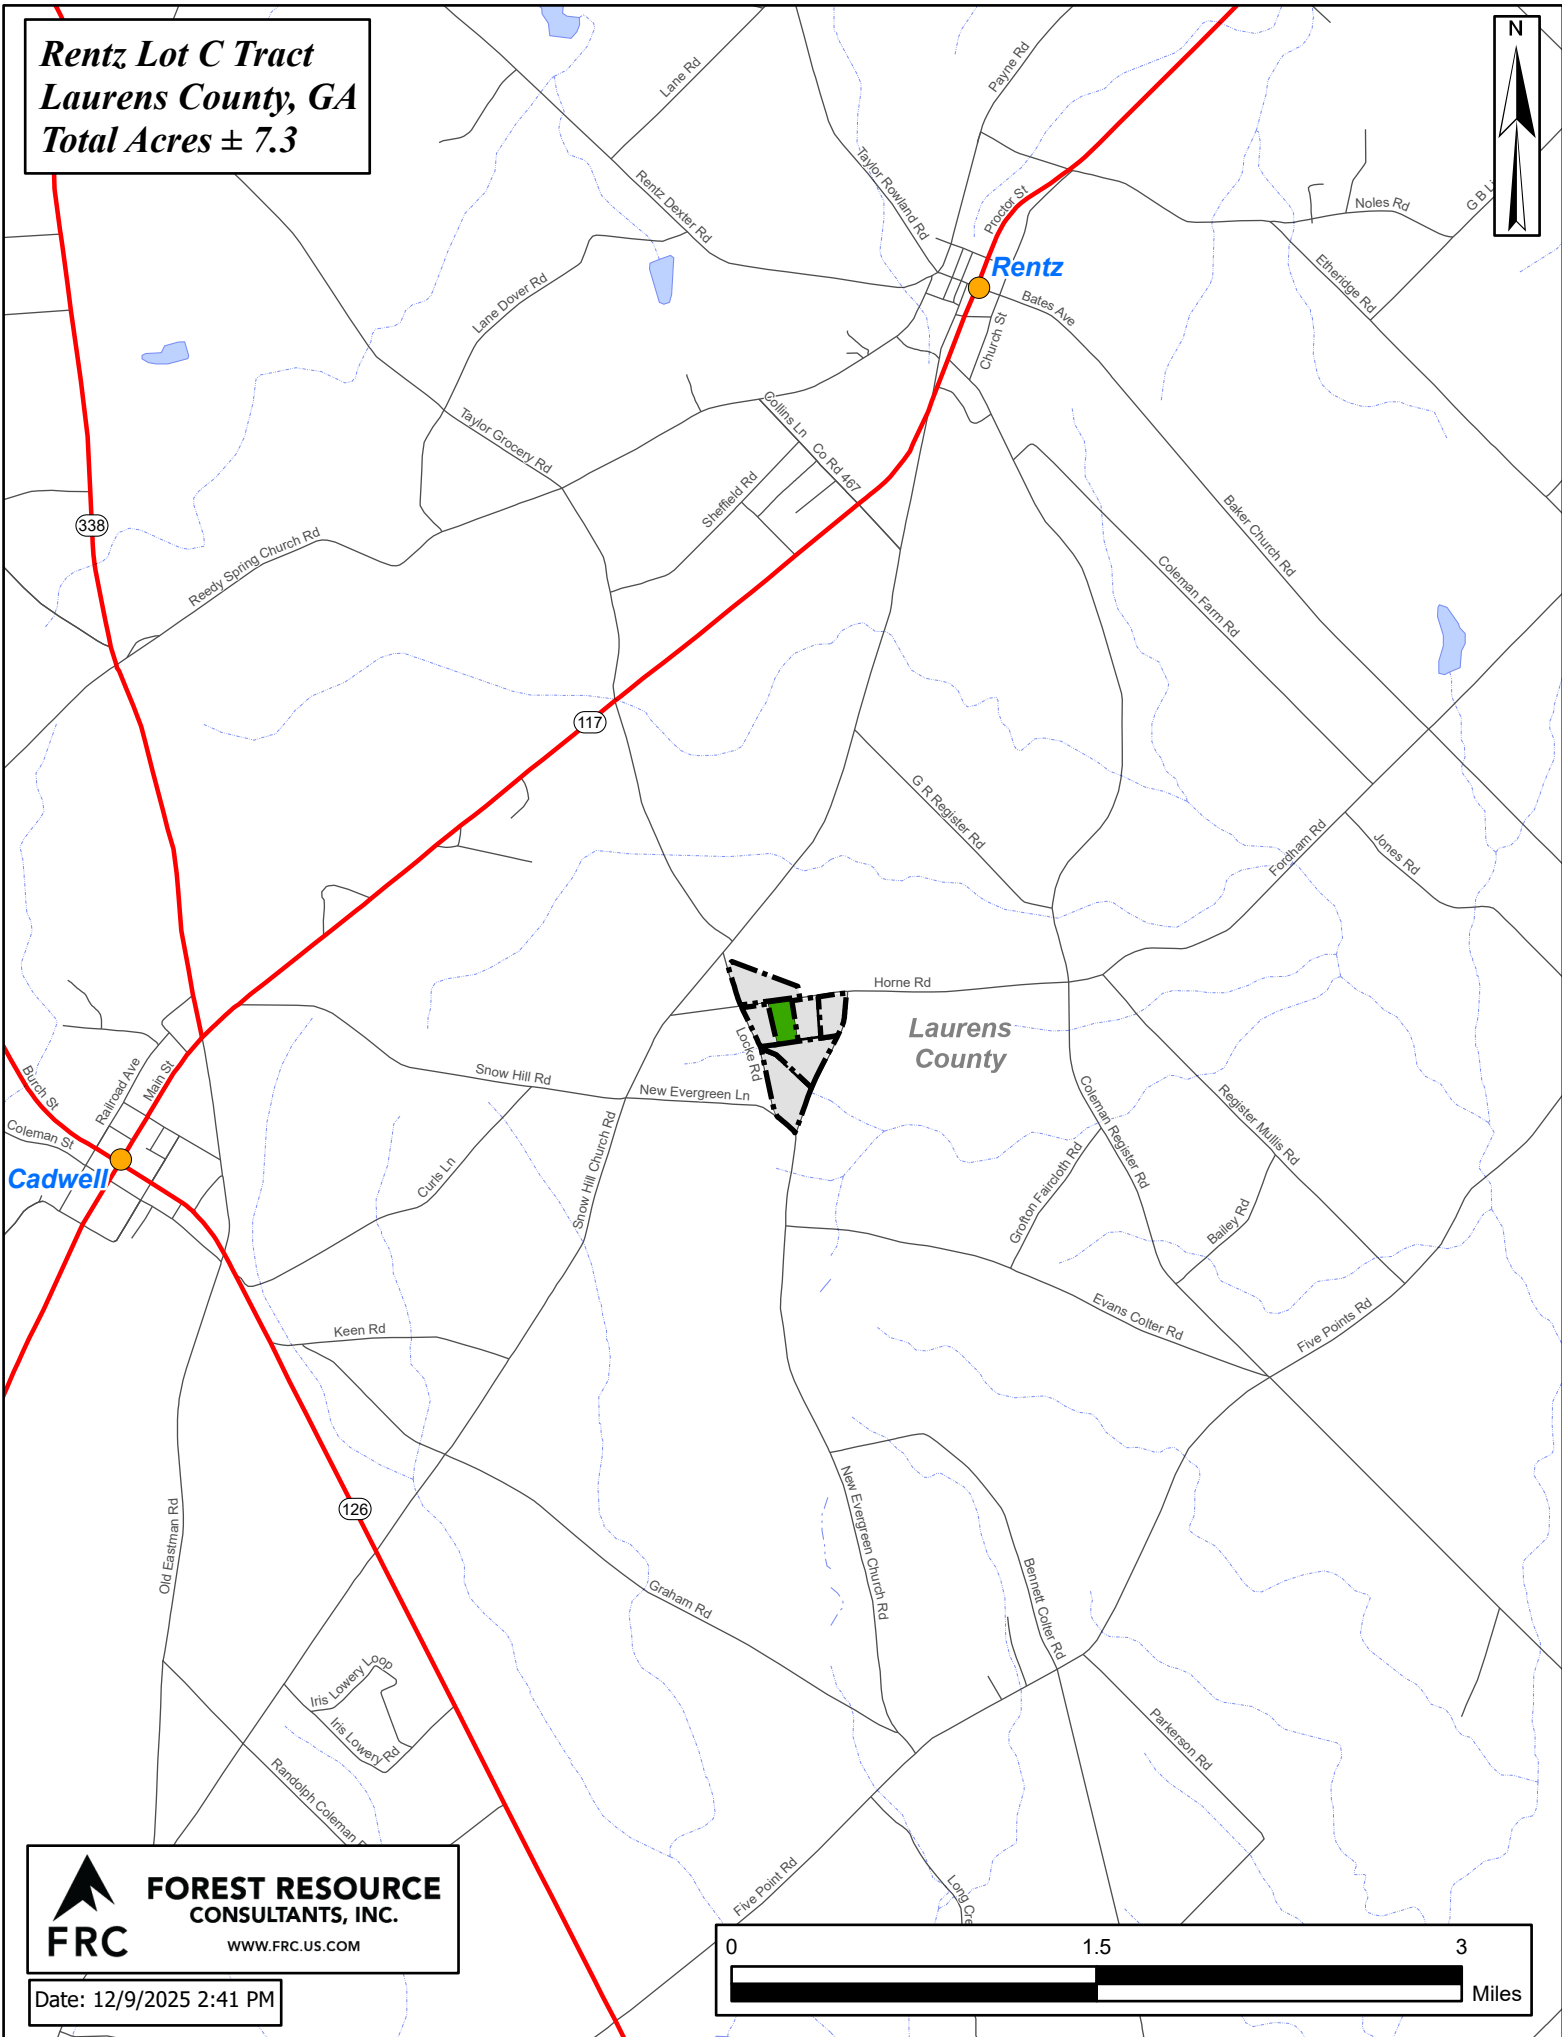 Rentz Lot C Tract
Laurens County, GA
Total Acres ± 7.3
N
Lane Rd
Payne Rd
Taylor Rowland Rd
Rentz Dexter Rd
Proctor St
Noles Rd
G B Li
Rentz
Etheridge Rd
Bates Ave
Lane Dover Rd
Church St
Collins Ln
Taylor Grocery Rd
Co Rd 467
Sheffield Rd
338
Baker Church Rd
Reedy Spring Church Rd
Coleman Farm Rd
117
G R Register Rd
Fordham Rd
Jones Rd
Horne Rd
Laurens
County
Locke Rd
Snow Hill Rd
New Evergreen Ln
Burch St
Railroad Ave
Main St
Coleman St
Cadwell
Curls Ln
Snow Hill Church Rd
Coleman Register Rd
Register Mullis Rd
Grofton Faircloth Rd
Bailey Rd
Keen Rd
Evans Colter Rd
Five Points Rd
126
Old Eastman Rd
New Evergreen Church Rd
Bennett Colter Rd
Graham Rd
Iris Lowery Loop
Iris Lowery Rd
Parkerson Rd
Randolph Coleman R
Five Point Rd
Long Cre
FRC
FOREST RESOURCE
CONSULTANTS, INC.
WWW.FRC.US.COM
Date: 12/9/2025 2:41 PM
0 1.5 3
Miles